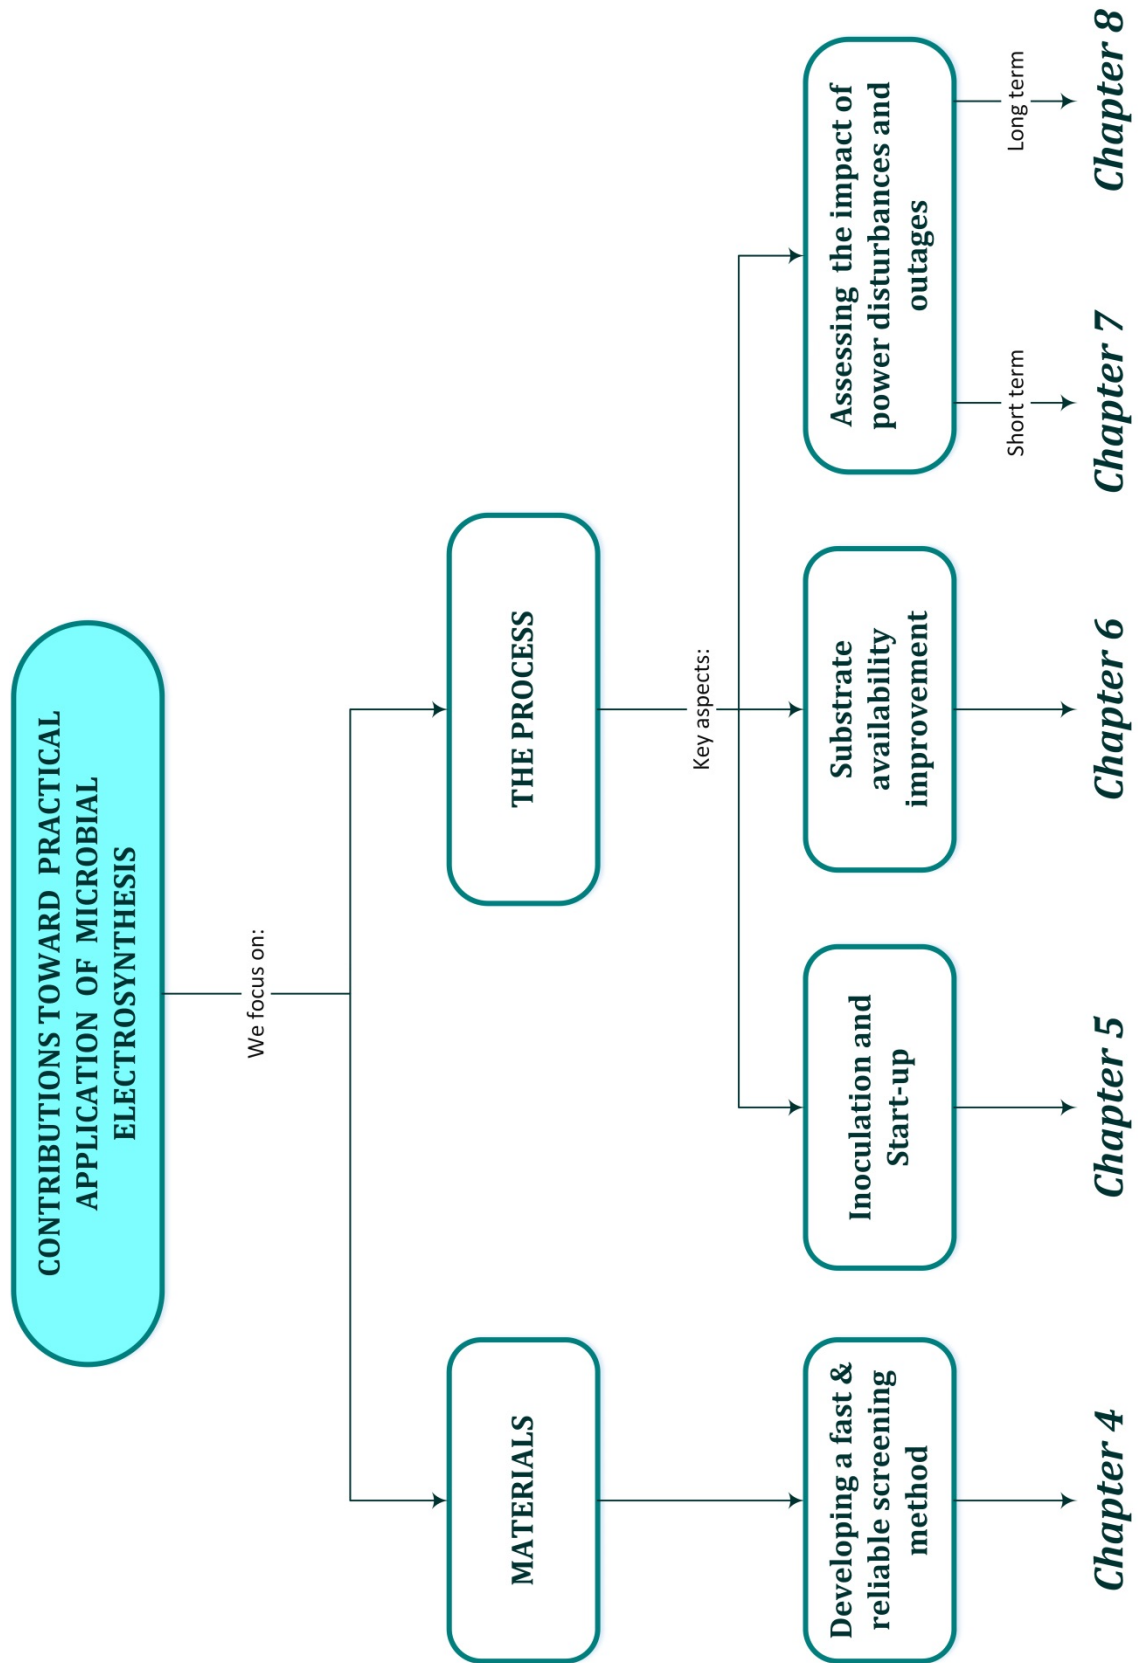 CONTRIBUTIONS TOWARD PRACTICAL
APPLICATION OF MICROBIAL
ELECTROSYNTHESIS
We focus on:
MATERIALS
THE PROCESS
Key aspects:
Developing a fast &
reliable screening
method
Inoculation and
Start-up
Substrate
availability
improvement
Assessing the impact of
power disturbances and
outages
Short term
Long term
Chapter 4
Chapter 5
Chapter 6
Chapter 7
Chapter 8